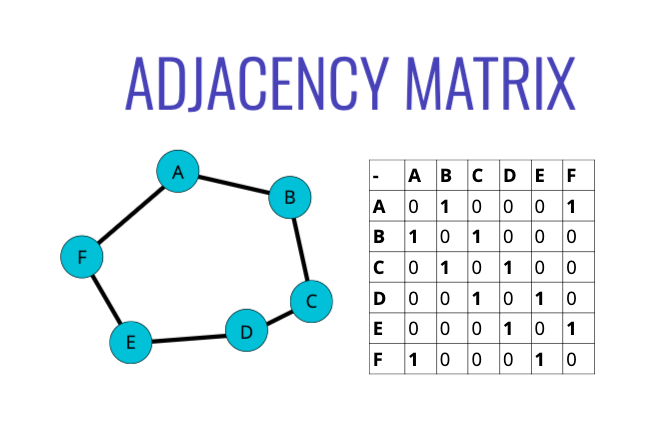 ADJACENCY MATRIX
A
B
F
C
D
E
- A B C D E F
A 0 1 0 0 0 1
B 1 0 1 0 0 0
C 0 1 0 1 0 0
D 0 0 1 0 1 0
E 0 0 0 1 0 1
F 1 0 0 0 1 0